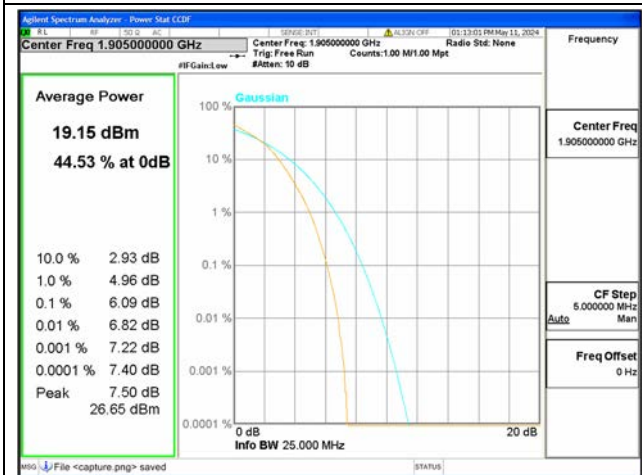 Agilent Spectrum Analyzer - Power Stat CCDF
RL RF 50 Ω AC SENSE:INT ALIGN OFF 01:13:01 PM May 11, 2024
Center Freq 1.905000000 GHz
Center Freq: 1.905000000 GHz Radio Std: None
Trig: Free Run Counts:1.00 M/1.00 Mpt
#IFGain:Low #Atten: 10 dB
Frequency
Average Power
19.15 dBm
44.53 % at 0dB
10.0 % 2.93 dB
1.0 % 4.96 dB
0.1 % 6.09 dB
0.01 % 6.82 dB
0.001 % 7.22 dB
0.0001 % 7.40 dB
Peak 7.50 dB
26.65 dBm
Gaussian
100 %
10 %
1 %
0.1 %
0.01 %
0.001 %
0.0001 %
0 dB 20 dB
Info BW 25.000 MHz
Center Freq
1.905000000 GHz
CF Step
5.000000 MHz
Auto Man
Freq Offset
0 Hz
MSG File <capture.png> saved STATUS